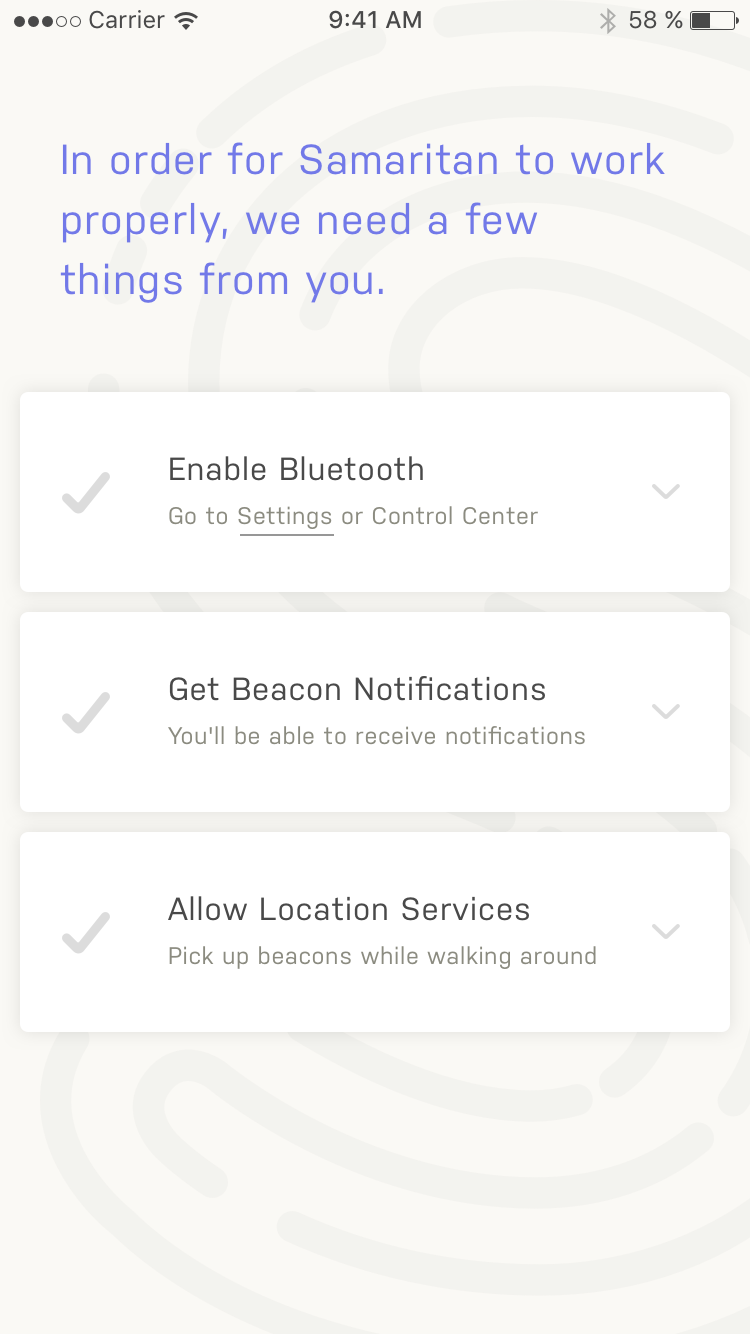 Carrier 9:41 AM 58 %
In order for Samaritan to work
properly, we need a few
things from you.
Enable Bluetooth
Go to Settings or Control Center
Get Beacon Notifications
You'll be able to receive notifications
Allow Location Services
Pick up beacons while walking around